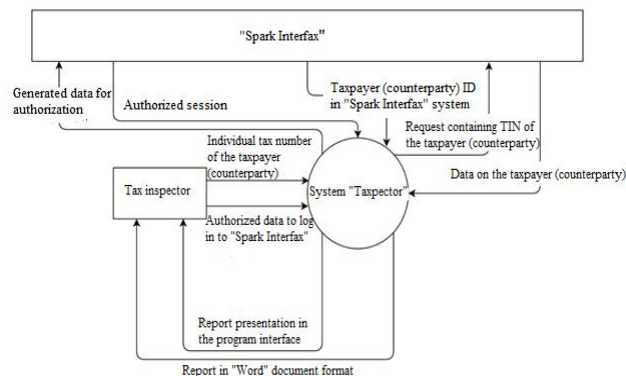 "Spark Interfax"
Generated data for
authorization
Authorized session
Taxpayer (counterparty) ID
in "Spark Interfax" system
Request containing TIN of
the taxpayer (counterparty)
Individual tax number
of the taxpayer
(counterparty)
Data on the taxpayer (counterparty)
Tax inspector
System "Taxpector"
Authorized data to log
in to "Spark Interfax"
Report presentation in
the program interface
Report in "Word" document format